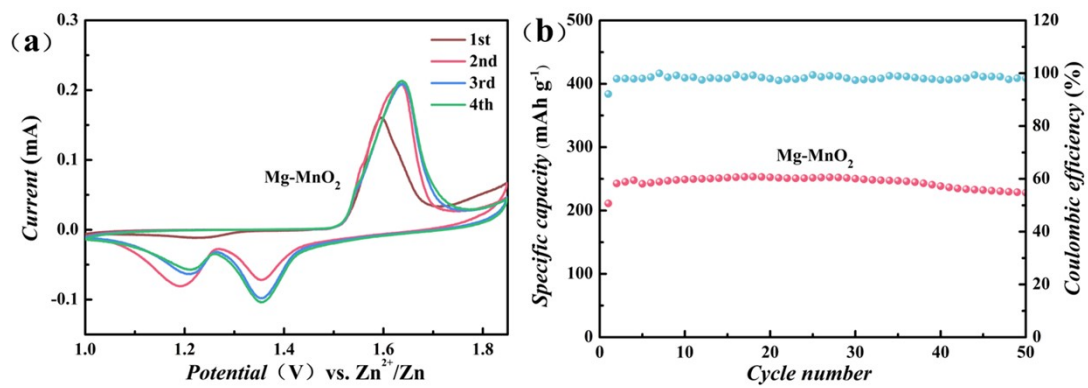 (a)
0.3
0.2
0.1
0.0
-0.1
Current (mA)
1st
2nd
3rd
4th
Mg-MnO₂
1.0 1.2 1.4 1.6 1.8
Potential (V) vs. Zn²⁺/Zn
(b)
500
400
350
300
250
200
100
0
Specific capacity (mAh g⁻¹)
Mg-MnO₂
120
100
80
60
40
20
0
Coulombic efficiency (%)
0 10 20 30 40 50
Cycle number